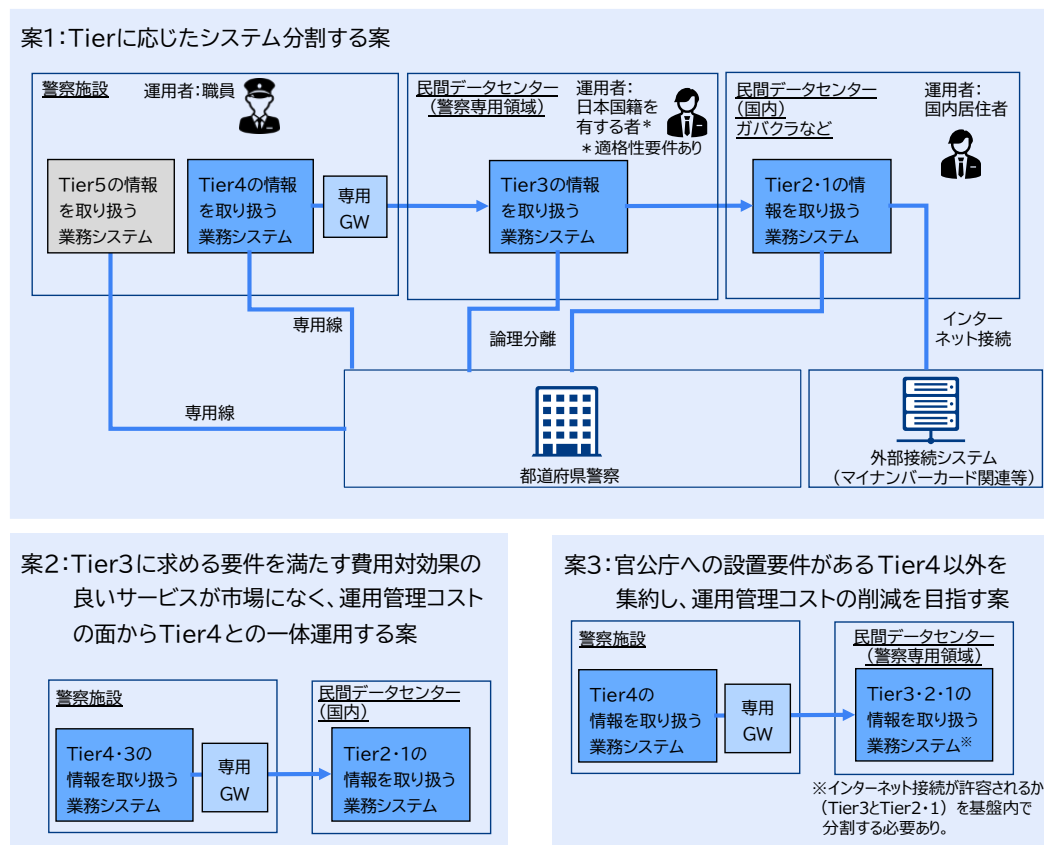 案1：Tierに応じたシステム分割する案
警察施設
運用者：職員
民間データセンター
（警察専用領域）
運用者：
日本国籍を
有する者＊
＊適格性要件あり
民間データセンター
（国内）
ガバクラなど
運用者：
国内居住者
Tier5の情報
を取り扱う
業務システム
Tier4の情報
を取り扱う
業務システム
専用
GW
Tier3の情報
を取り扱う
業務システム
Tier2・1の情
報を取り扱う
業務システム
専用線
論理分離
インター
ネット接続
専用線
都道府県警察
外部接続システム
（マイナンバーカード関連等）
案2：Tier3に求める要件を満たす費用対効果の
良いサービスが市場になく、運用管理コスト
の面からTier4との一体運用する案
警察施設
民間データセンター
（国内）
Tier4・3の
情報を取り扱う
業務システム
専用
GW
Tier2・1の
情報を取り扱う
業務システム
案3：官公庁への設置要件があるTier4以外を
集約し、運用管理コストの削減を目指す案
警察施設
民間データセンター
（警察専用領域）
Tier4の
情報を取り扱う
業務システム
専用
GW
Tier3・2・1の
情報を取り扱う
業務システム※
※インターネット接続が許容されるか
（Tier3とTier2・1）を基盤内で
分割する必要あり。